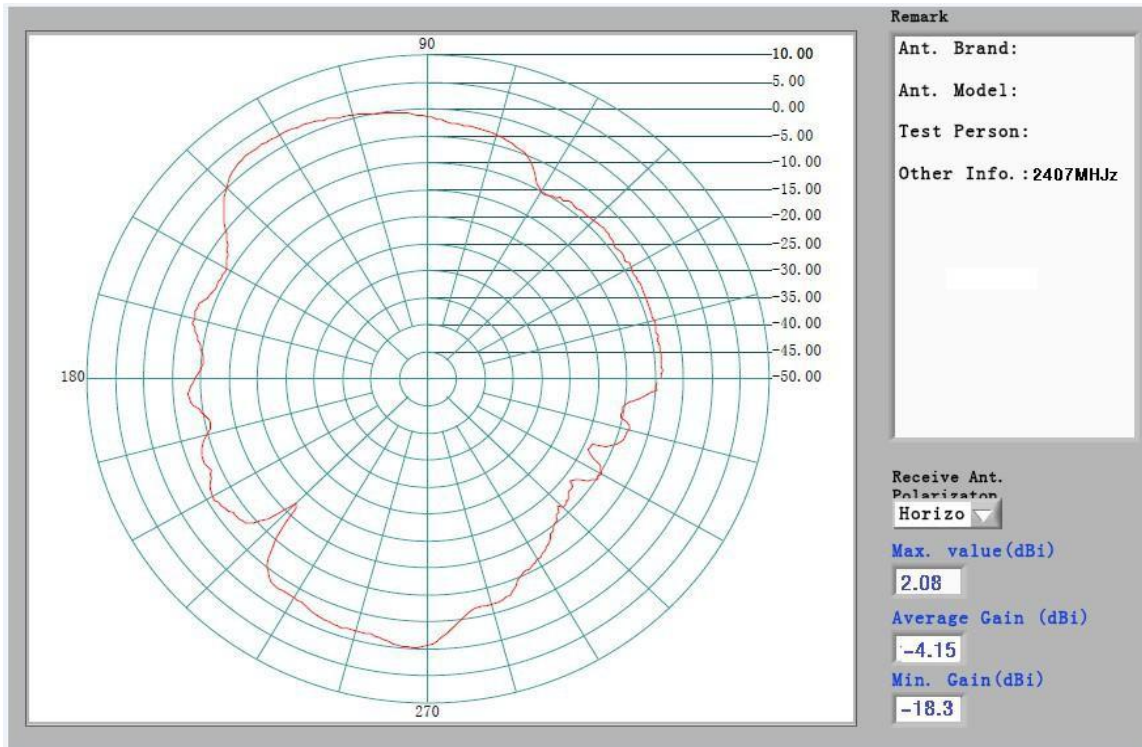 Remark
90
10.00
5.00
0.00
-5.00
-10.00
-15.00
-20.00
-25.00
-30.00
-35.00
-40.00
-45.00
-50.00
180
270
Ant. Brand:
Ant. Model:
Test Person:
Other Info.:2407MHJz
Receive Ant.
Polarizaton
Horizo
Max. value(dBi)
2.08
Average Gain (dBi)
-4.15
Min. Gain(dBi)
-18.3